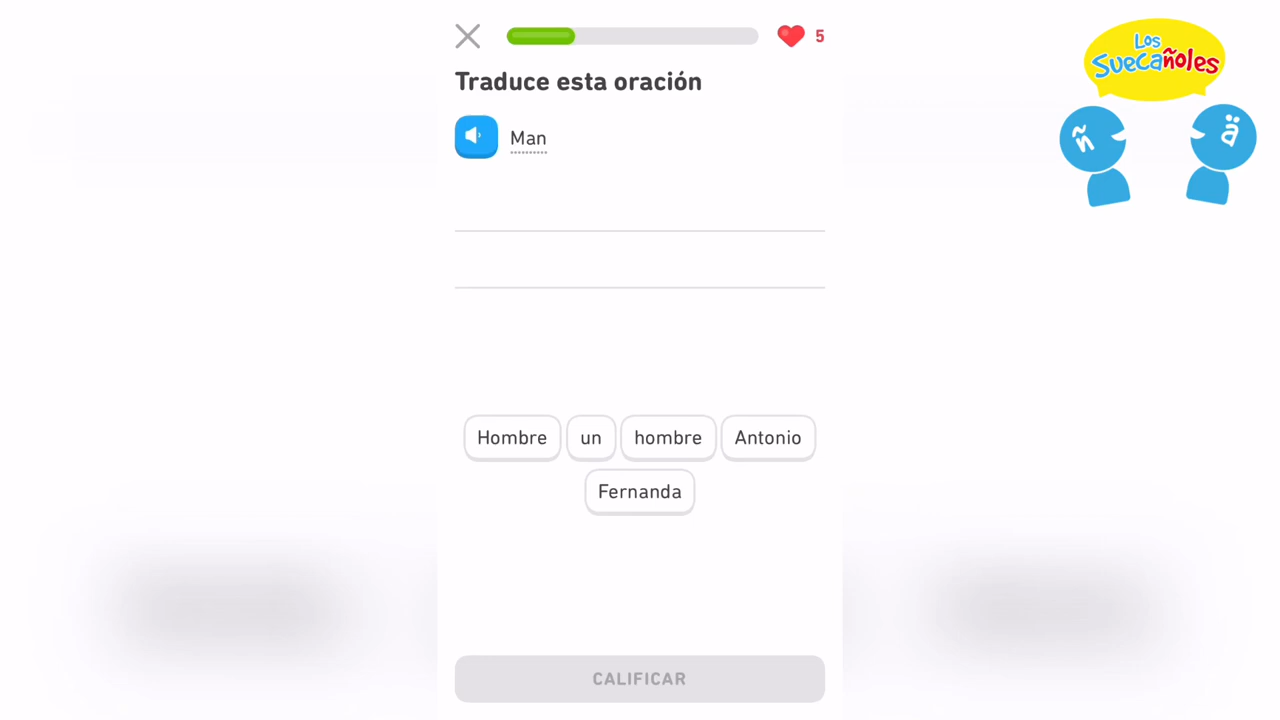 5
Traduce esta oración
Man
Hombre un hombre Antonio
Fernanda
CALIFICAR
Los
Suecañoles
ñ ä